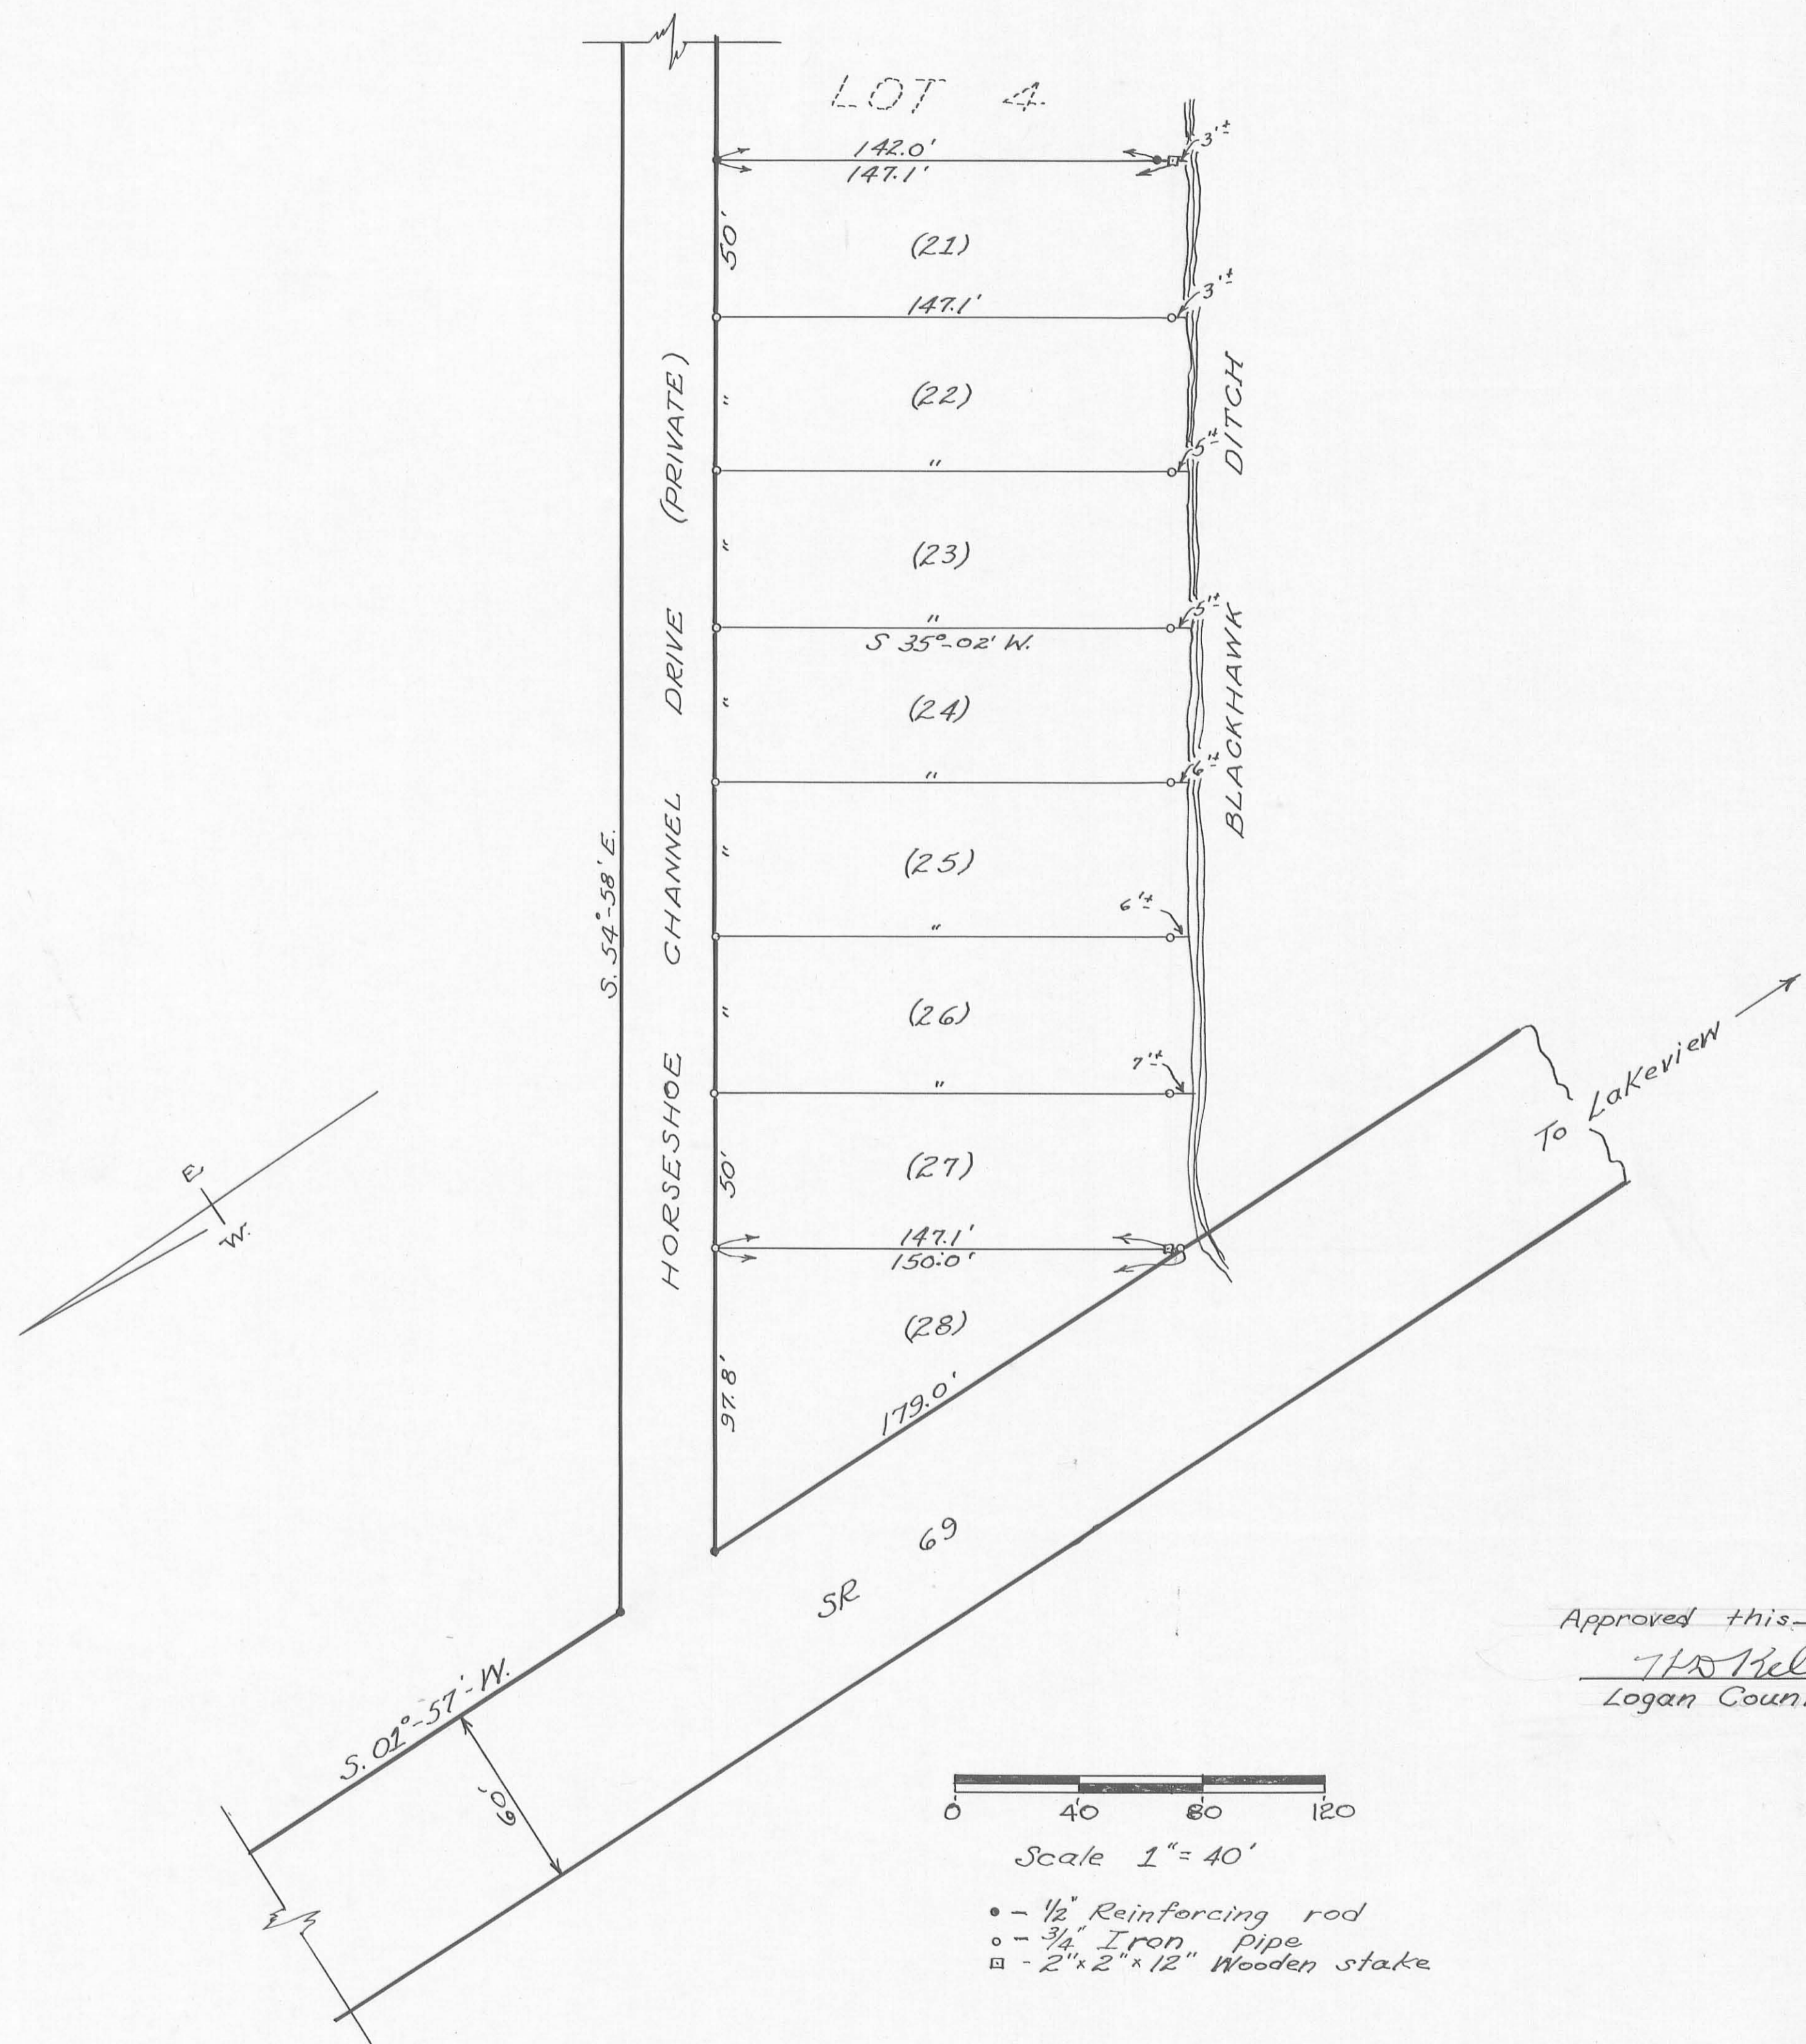 LOT 4
142.0'
147.1'
3'±
50'
(21)
147.1'
3'±
"
(22)
"
5'±
"
(23)
"
5'±
S 35°-02' W.
"
(24)
"
6'±
"
(25)
"
6'±
"
(26)
"
7'±
50'
(27)
147.1'
150.0'
(28)
97.8'
179.0'
HORSESHOE CHANNEL DRIVE (PRIVATE)
S. 54°-58' E.
BLACKHAWK DITCH
E
W.
To Lakeview
SR 69
S. 01°-57'-W.
60'
Approved this
Logan Coun
0 40 80 120
Scale 1" = 40'
• - 1/2" Reinforcing rod
o - 3/4" Iron pipe
⊡ - 2" x 2" x 12" Wooden stake